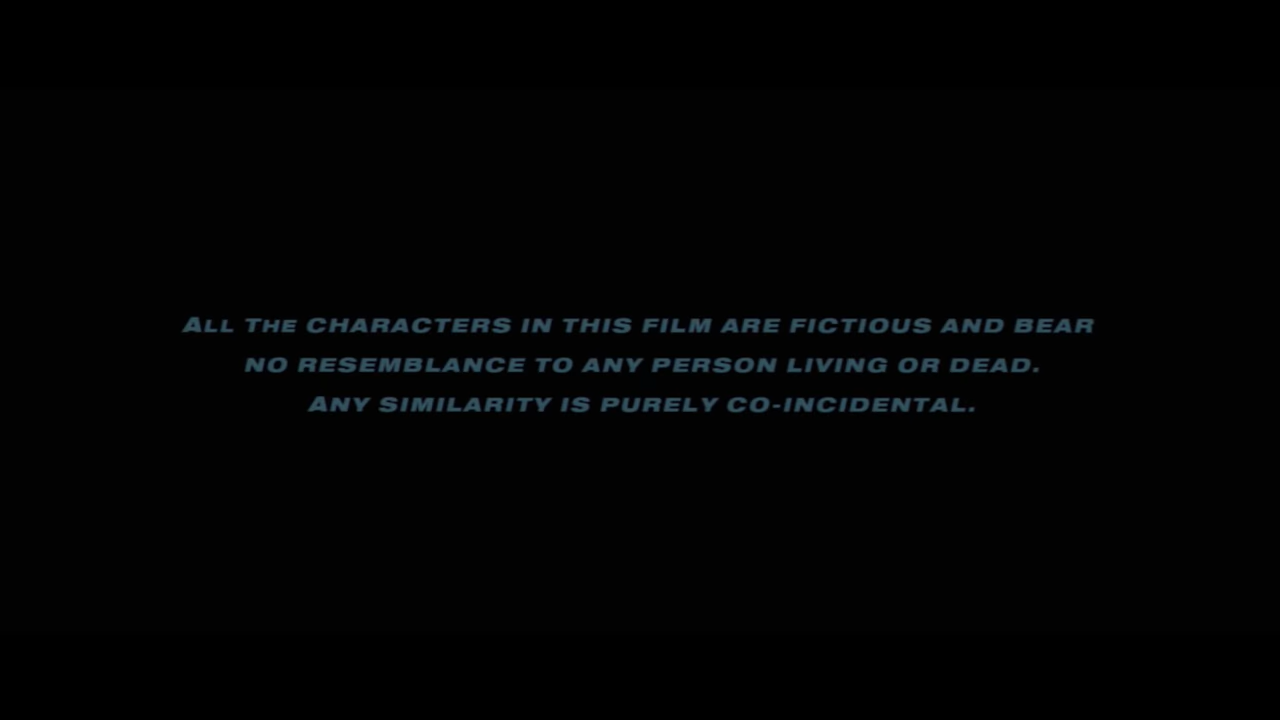 ALL THE CHARACTERS IN THIS FILM ARE FICTIOUS AND BEAR
NO RESEMBLANCE TO ANY PERSON LIVING OR DEAD.
ANY SIMILARITY IS PURELY CO-INCIDENTAL.